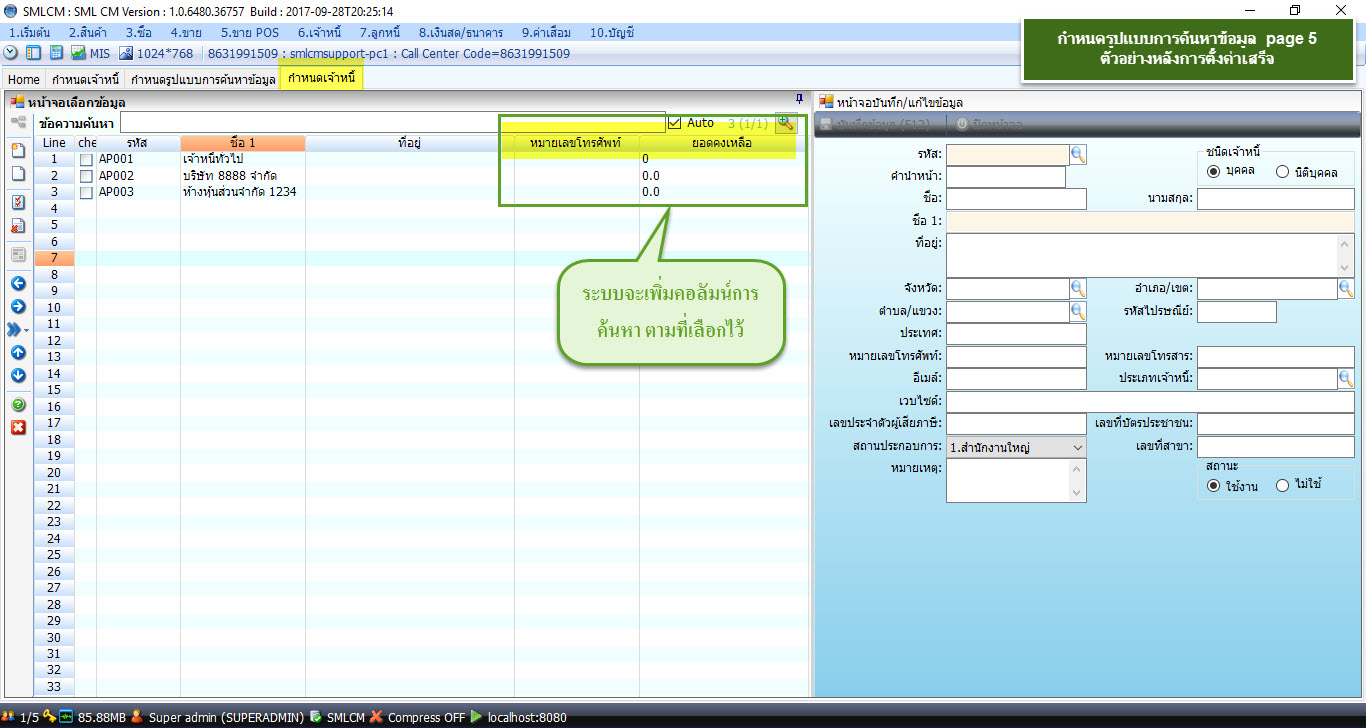 SMLCM : SML CM Version : 1.0.6480.36757 Build : 2017-09-28T20:25:14
1.เริ่มต้น 2.สินค้า 3.ซื้อ 4.ขาย 5.ขาย POS 6.เจ้าหนี้ 7.ลูกหนี้ 8.เงินสด/ธนาคาร 9.ค่าเสื่อม 10.บัญชี
MIS 1024*768 8631991509 : smlcmsupport-pc1 : Call Center Code=8631991509
กำหนดรูปแบบการค้นหาข้อมูล page 5
ตัวอย่างหลังการตั้งค่าเสร็จ
Home กำหนดเจ้าหนี้ กำหนดรูปแบบการค้นหาข้อมูล กำหนดเจ้าหนี้
หน้าจอเลือกข้อมูล
ข้อความค้นหา Auto 3 (1/1)
Line che รหัส ชื่อ 1 ที่อยู่ หมายเลขโทรศัพท์ ยอดคงเหลือ
1 AP001 เจ้าหนี้ทั่วไป 0
2 AP002 บริษัท 8888 จำกัด 0.0
3 AP003 ห้างหุ้นส่วนจำกัด 1234 0.0
4
5
6
7
8
9
10
11
12
13
14
15
16
17
18
19
20
21
22
23
24
25
26
27
28
29
30
31
32
33
ระบบจะเพิ่มคอลัมน์การ
ค้นหา ตามที่เลือกไว้
หน้าจอบันทึก/แก้ไขข้อมูล
บันทึกข้อมูล (F12) ปิดหน้าจอ
รหัส: ชนิดเจ้าหนี้
คำนำหน้า: บุคคล นิติบุคคล
ชื่อ: นามสกุล:
ชื่อ 1:
ที่อยู่:
จังหวัด: อำเภอ/เขต:
ตำบล/แขวง: รหัสไปรษณีย์:
ประเทศ:
หมายเลขโทรศัพท์: หมายเลขโทรสาร:
อีเมล์: ประเภทเจ้าหนี้:
เวบไซต์:
เลขประจำตัวผู้เสียภาษี: เลขที่บัตรประชาชน:
สถานประกอบการ: 1.สำนักงานใหญ่ เลขที่สาขา:
หมายเหตุ: สถานะ
ใช้งาน ไม่ใช้
1/5 85.88MB Super admin (SUPERADMIN) SMLCM Compress OFF localhost:8080